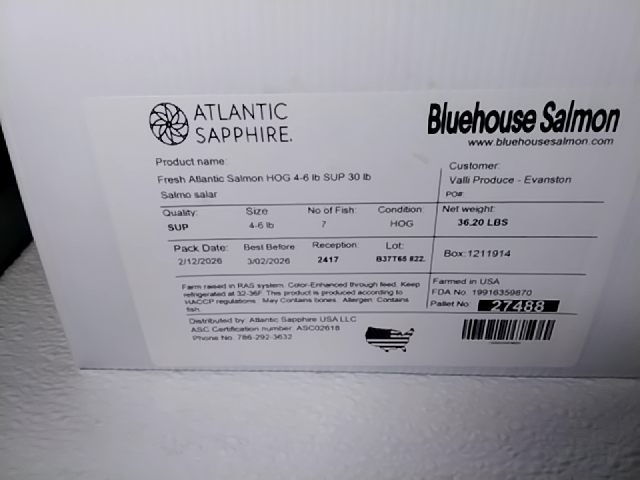 ATLANTIC
SAPPHIRE.
Bluehouse Salmon
www.bluehousesalmon.com
Product name:
Fresh Atlantic Salmon HOG 4-6 lb SUP 30 lb
Salmo salar
Customer:
Valli Produce - Evanston
PO#:
Quality: Size No of Fish: Condition: Net weight:
SUP 4-6 lb 7 HOG 36.20 LBS
Pack Date: Best Before Reception: Lot:
2/12/2026 3/02/2026 2417 B37T65 822.
Box:1211914
Farm raised in RAS system. Color-Enhanced through feed. Keep
refrigerated at 32-36F. This product is produced according to
HACCP regulations. May Contains bones. Allergen: Contains
fish.
Farmed in USA
FDA No. 19916359870
Pallet No: 27488
Distributed by: Atlantic Sapphire USA LLC
ASC Certification number: ASC02618
Phone No. 786-292-3632